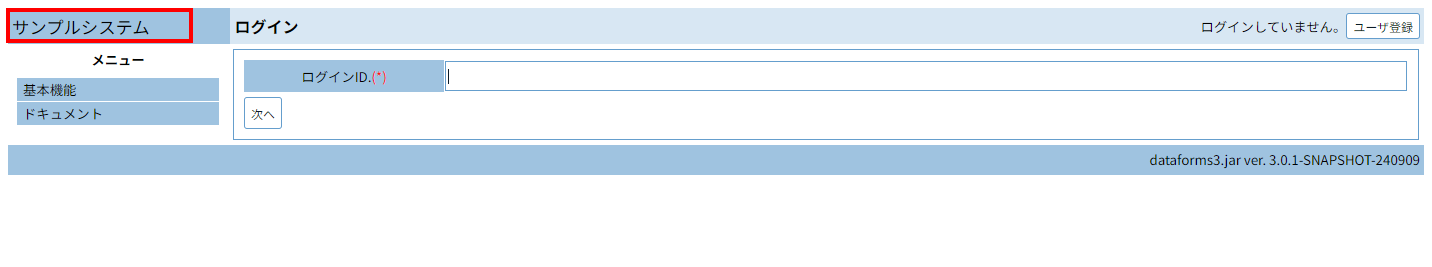 サンプルシステム
ログイン
ログインしていません。
ユーザ登録
メニュー
基本機能
ドキュメント
ログインID.(*)
次へ
dataforms3.jar ver. 3.0.1-SNAPSHOT-240909